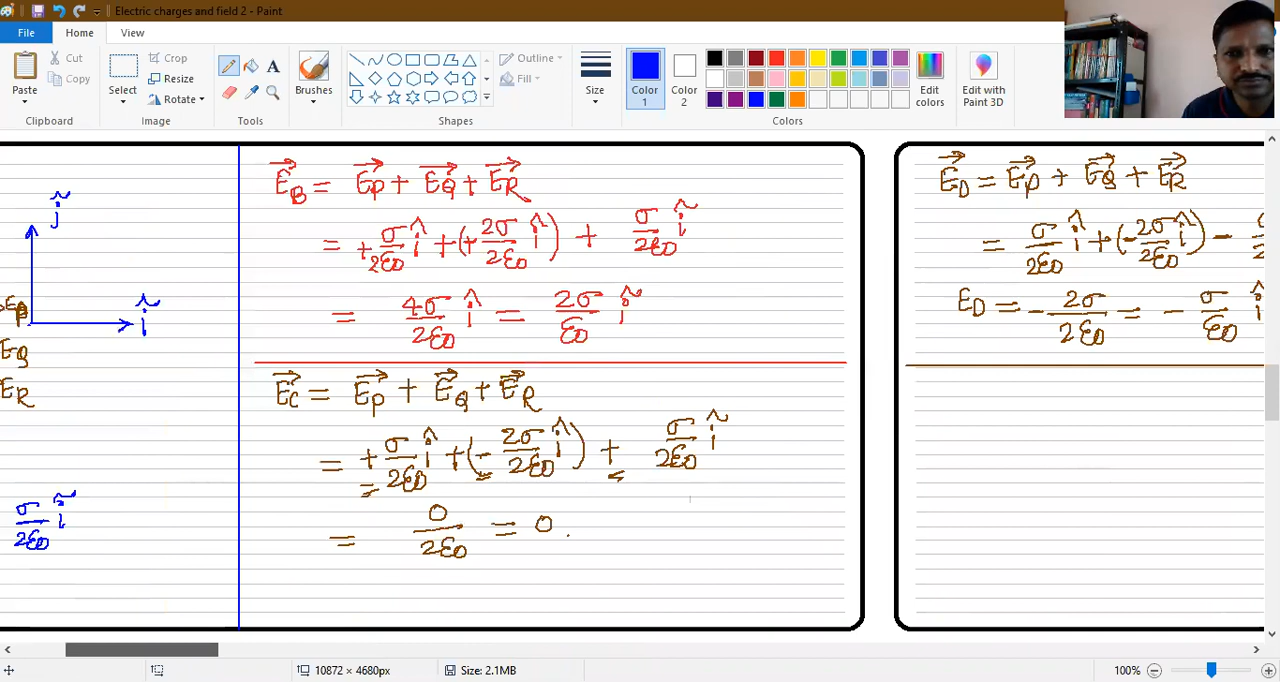 Electric charges and field 2 - Paint
File Home View
Paste
Cut
Copy
Clipboard
Select
Crop
Resize
Rotate
Image
A
Tools
Brushes
Shapes
Outline
Fill
Size
Color 1
Color 2
Edit colors
Edit with Paint 3D
Colors
ĵ
î
E⃗B = E⃗P + E⃗Q + E⃗R
= +σ/2ε0 î + (+2σ/2ε0 î) + σ/2ε0 î
= 4σ/2ε0 î = 2σ/ε0 î
E⃗C = E⃗P + E⃗Q + E⃗R
= +σ/2ε0 î + (-2σ/2ε0 î) + σ/2ε0 î
= 0/2ε0 = 0.
EP
EQ
ER
σ/2ε0 î
E⃗D = E⃗P + E⃗Q + E⃗R
= σ/2ε0 î + (-2σ/2ε0 î) -
ED = -2σ/2ε0 = -σ/ε0 î
10872 × 4680px
Size: 2.1MB
100%